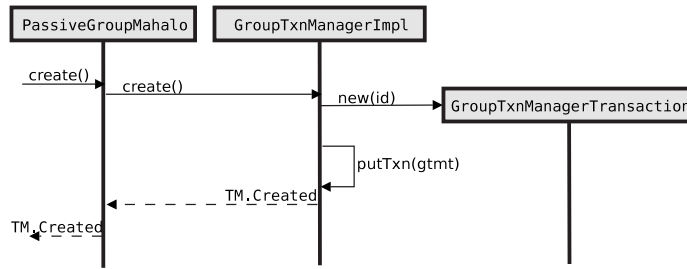 PassiveGroupMahalo
GroupTxnManagerImpl
create()
create()
new(id)
GroupTxnManagerTransaction
putTxn(gtmt)
TM.Created
TM.Created